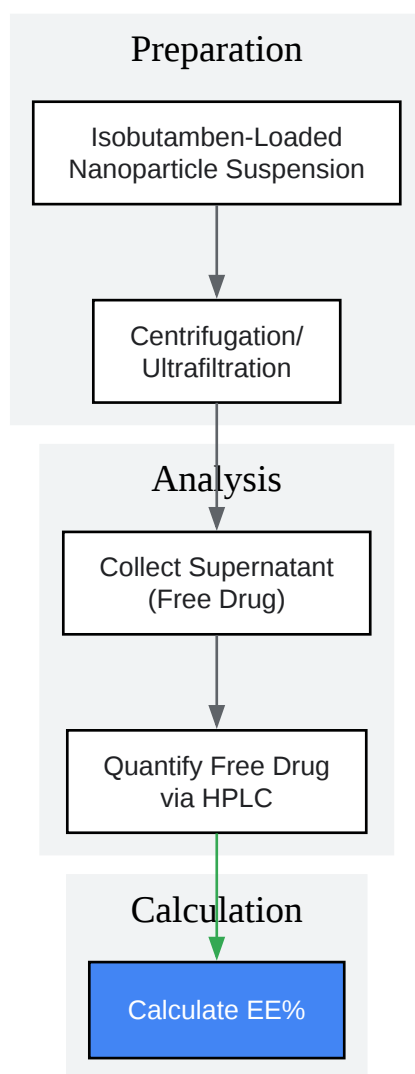 Preparation
Isobutamben-Loaded
Nanoparticle Suspension
Centrifugation/
Ultrafiltration
Analysis
Collect Supernatant
(Free Drug)
Quantify Free Drug
via HPLC
Calculation
Calculate EE%